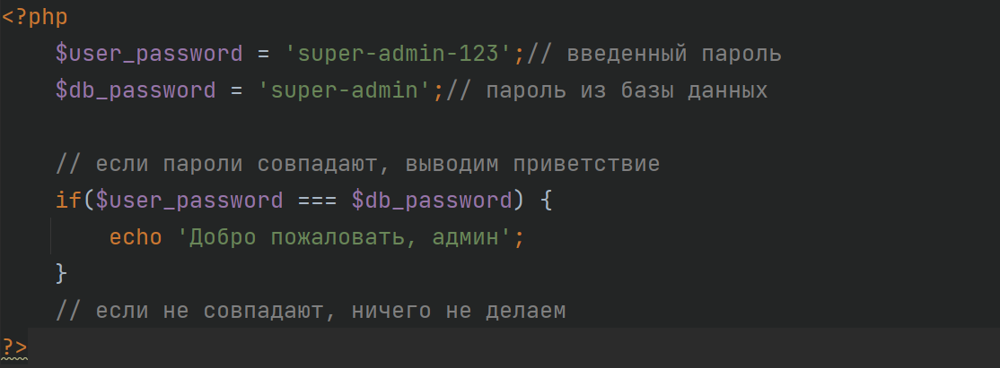 <?php
    $user_password = 'super-admin-123';// введенный пароль
    $db_password = 'super-admin';// пароль из базы данных

    // если пароли совпадают, выводим приветствие
    if($user_password === $db_password) {
        echo 'Добро пожаловать, админ';
    }
    // если не совпадают, ничего не делаем
?>